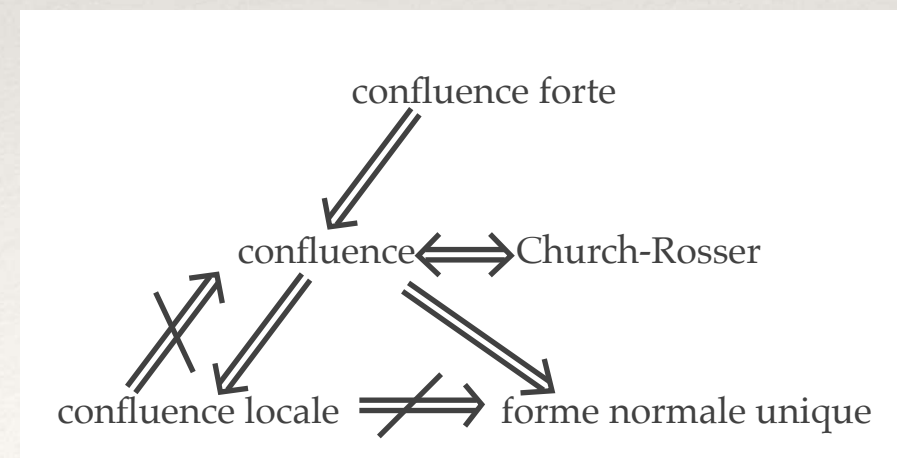 confluence forte
confluence Church-Rosser
confluence locale forme normale unique